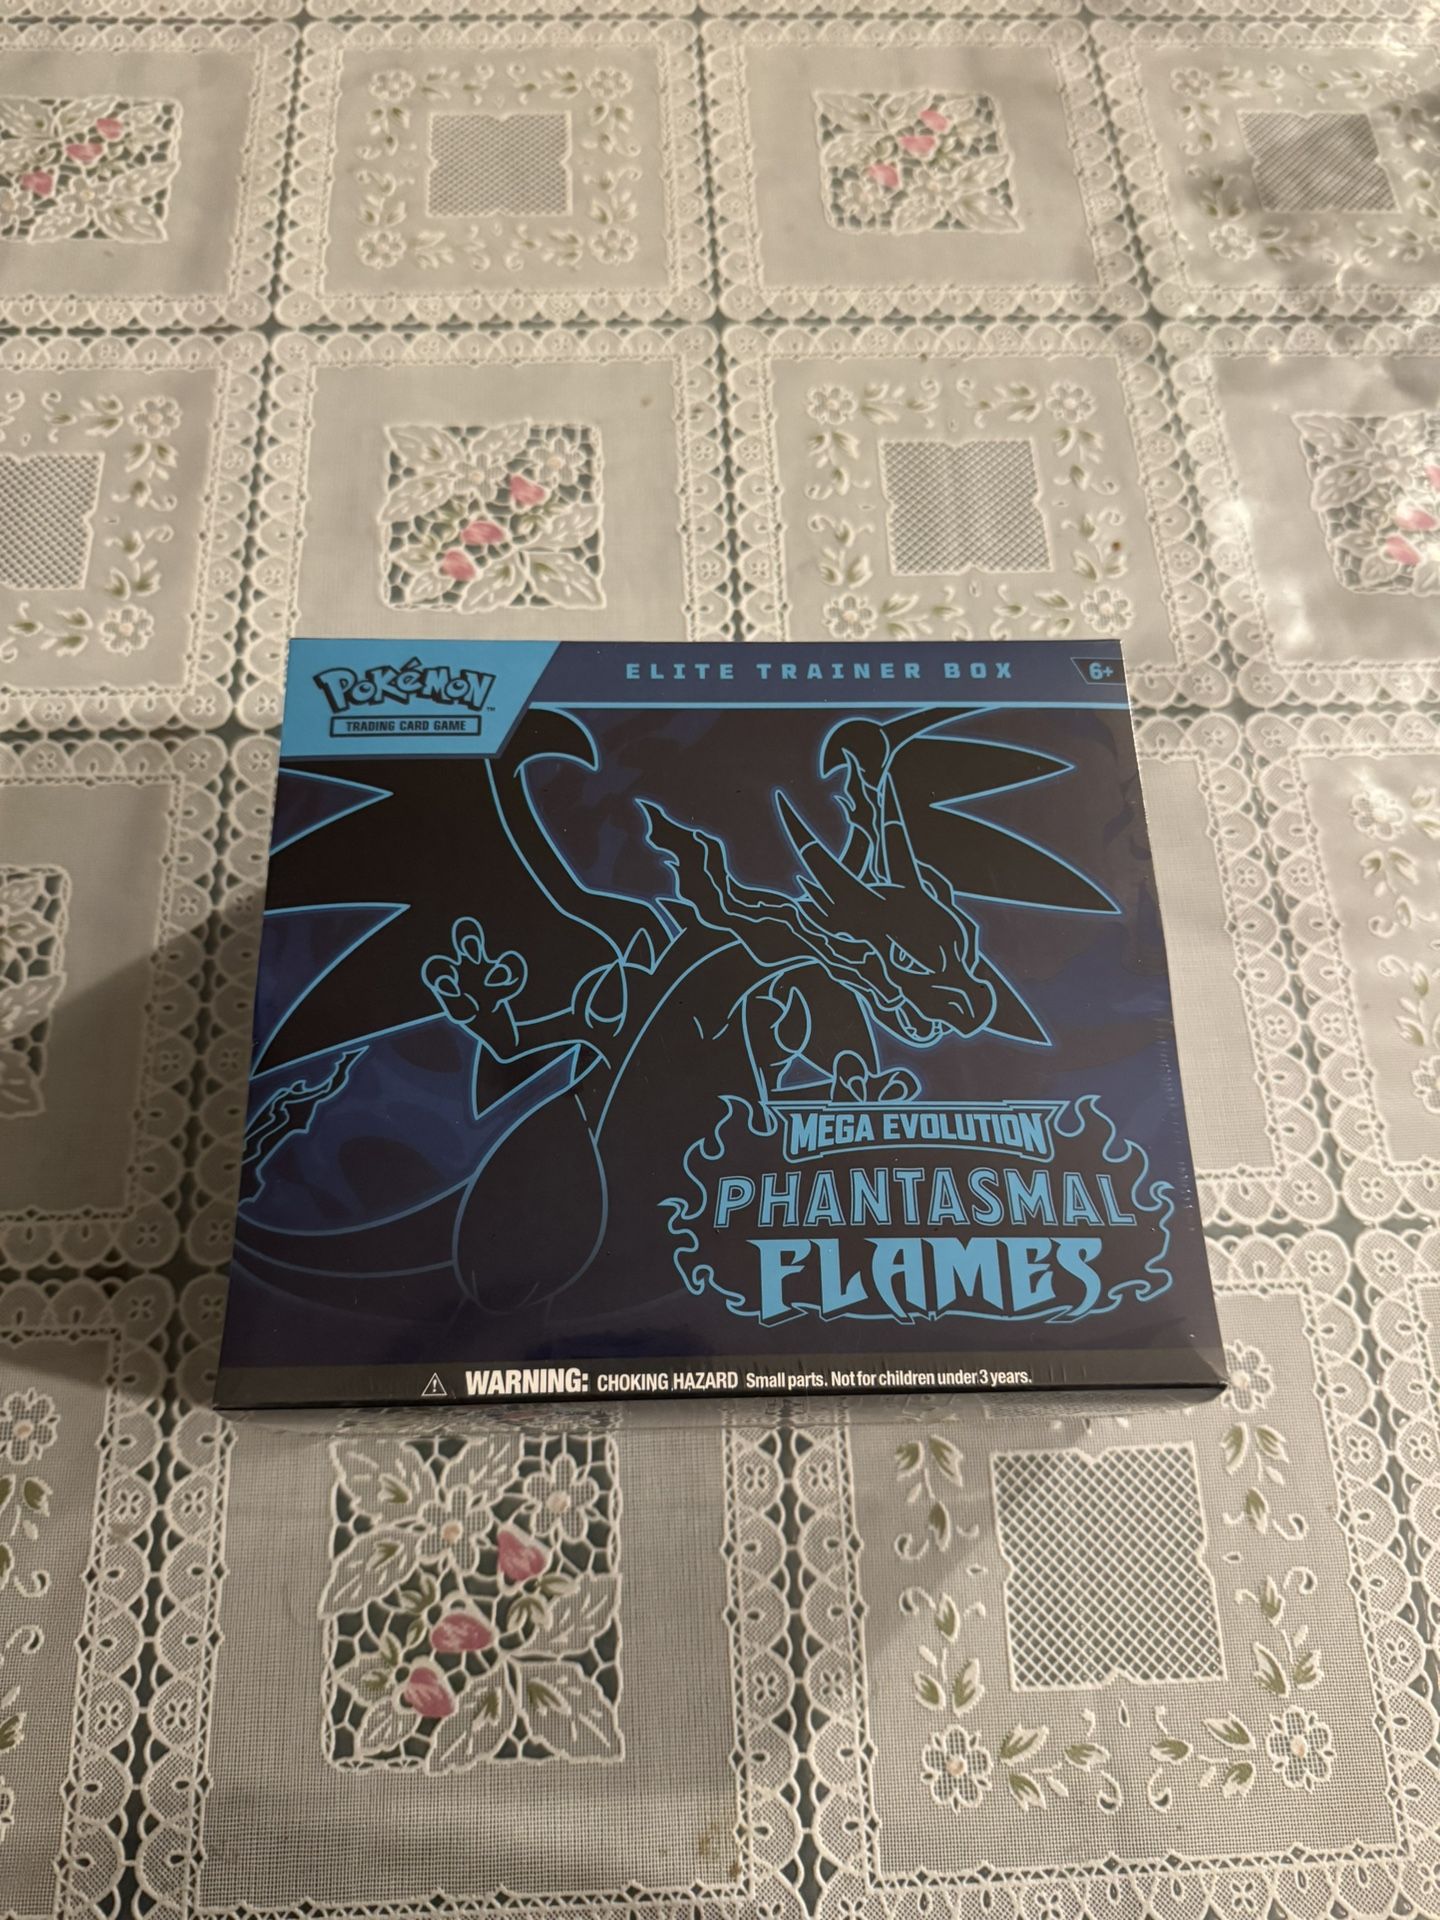 POKéMON™
TRADING CARD GAME
ELITE TRAINER BOX
6+
MEGA EVOLUTION
PHANTASMAL
FLAMES
WARNING: CHOKING HAZARD Small parts. Not for children under 3 years.